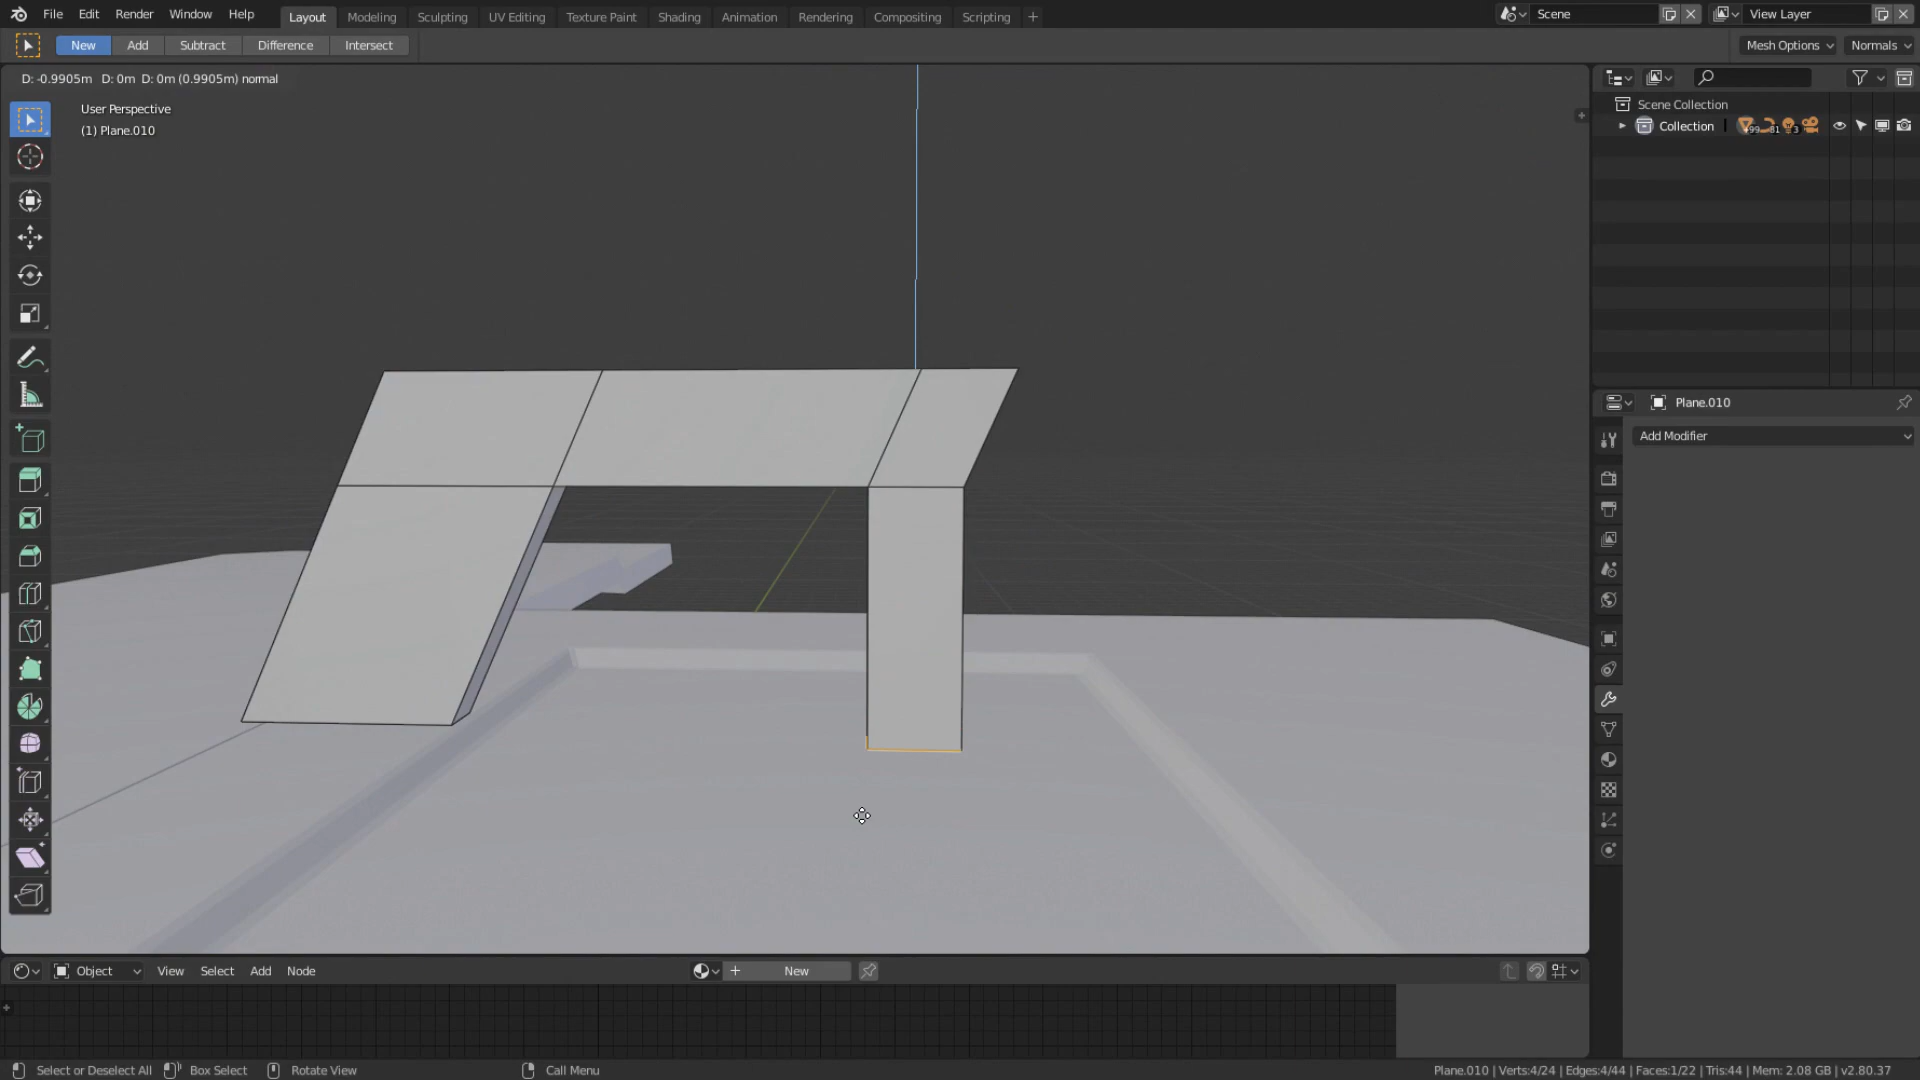 File Edit Render Window Help Layout Modeling Sculpting UV Editing Texture Paint Shading Animation Rendering Compositing Scripting + Scene View Layer
New Add Subtract Difference Intersect Mesh Options Normals
D: -0.9905m D: 0m D: 0m (0.9905m) normal
User Perspective
(1) Plane.010
Scene Collection
Collection
Plane.010
Add Modifier
Object View Select Add Node New
Select or Deselect All Box Select Rotate View Call Menu Plane.010 | Verts:4/24 | Edges:4/44 | Faces:1/22 | Tris:44 | Mem: 2.08 GB | v2.80.37